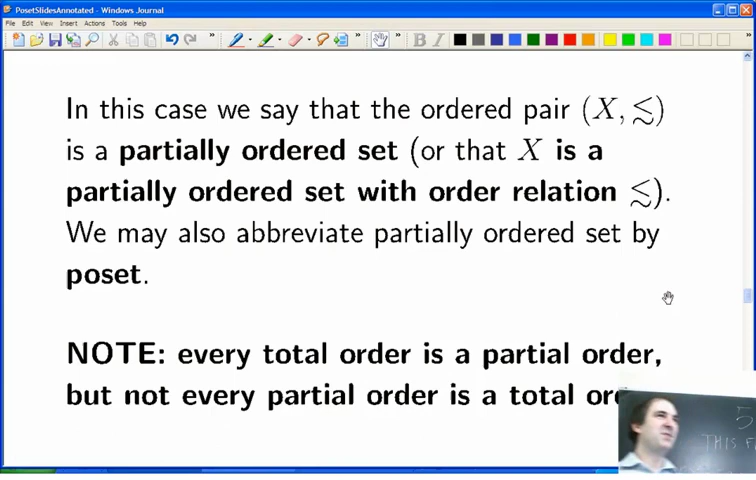 PosetSlidesAnnotated - Windows Journal
File Edit View Insert Actions Tools Help
B I
In this case we say that the ordered pair (X, ≲)
is a partially ordered set (or that X is a
partially ordered set with order relation ≲).
We may also abbreviate partially ordered set by
poset.
NOTE: every total order is a partial order,
but not every partial order is a total
5
THIS